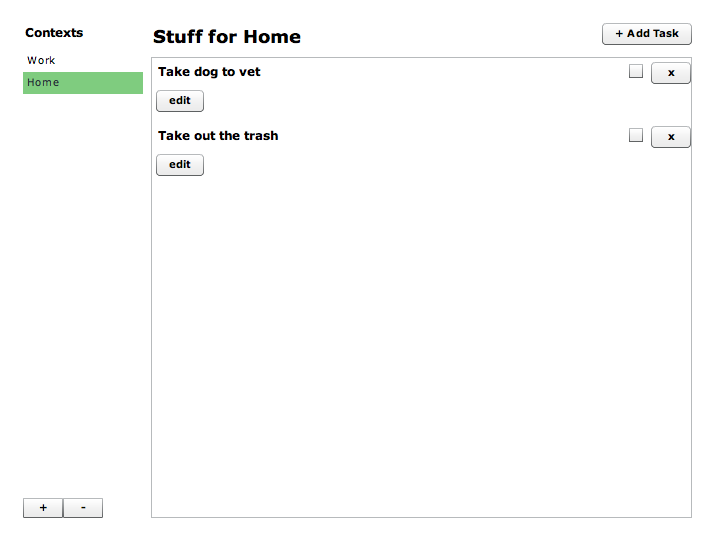 Contexts
Work
Home
+ -
Stuff for Home
+ Add Task
Take dog to vet
x
edit
Take out the trash
x
edit